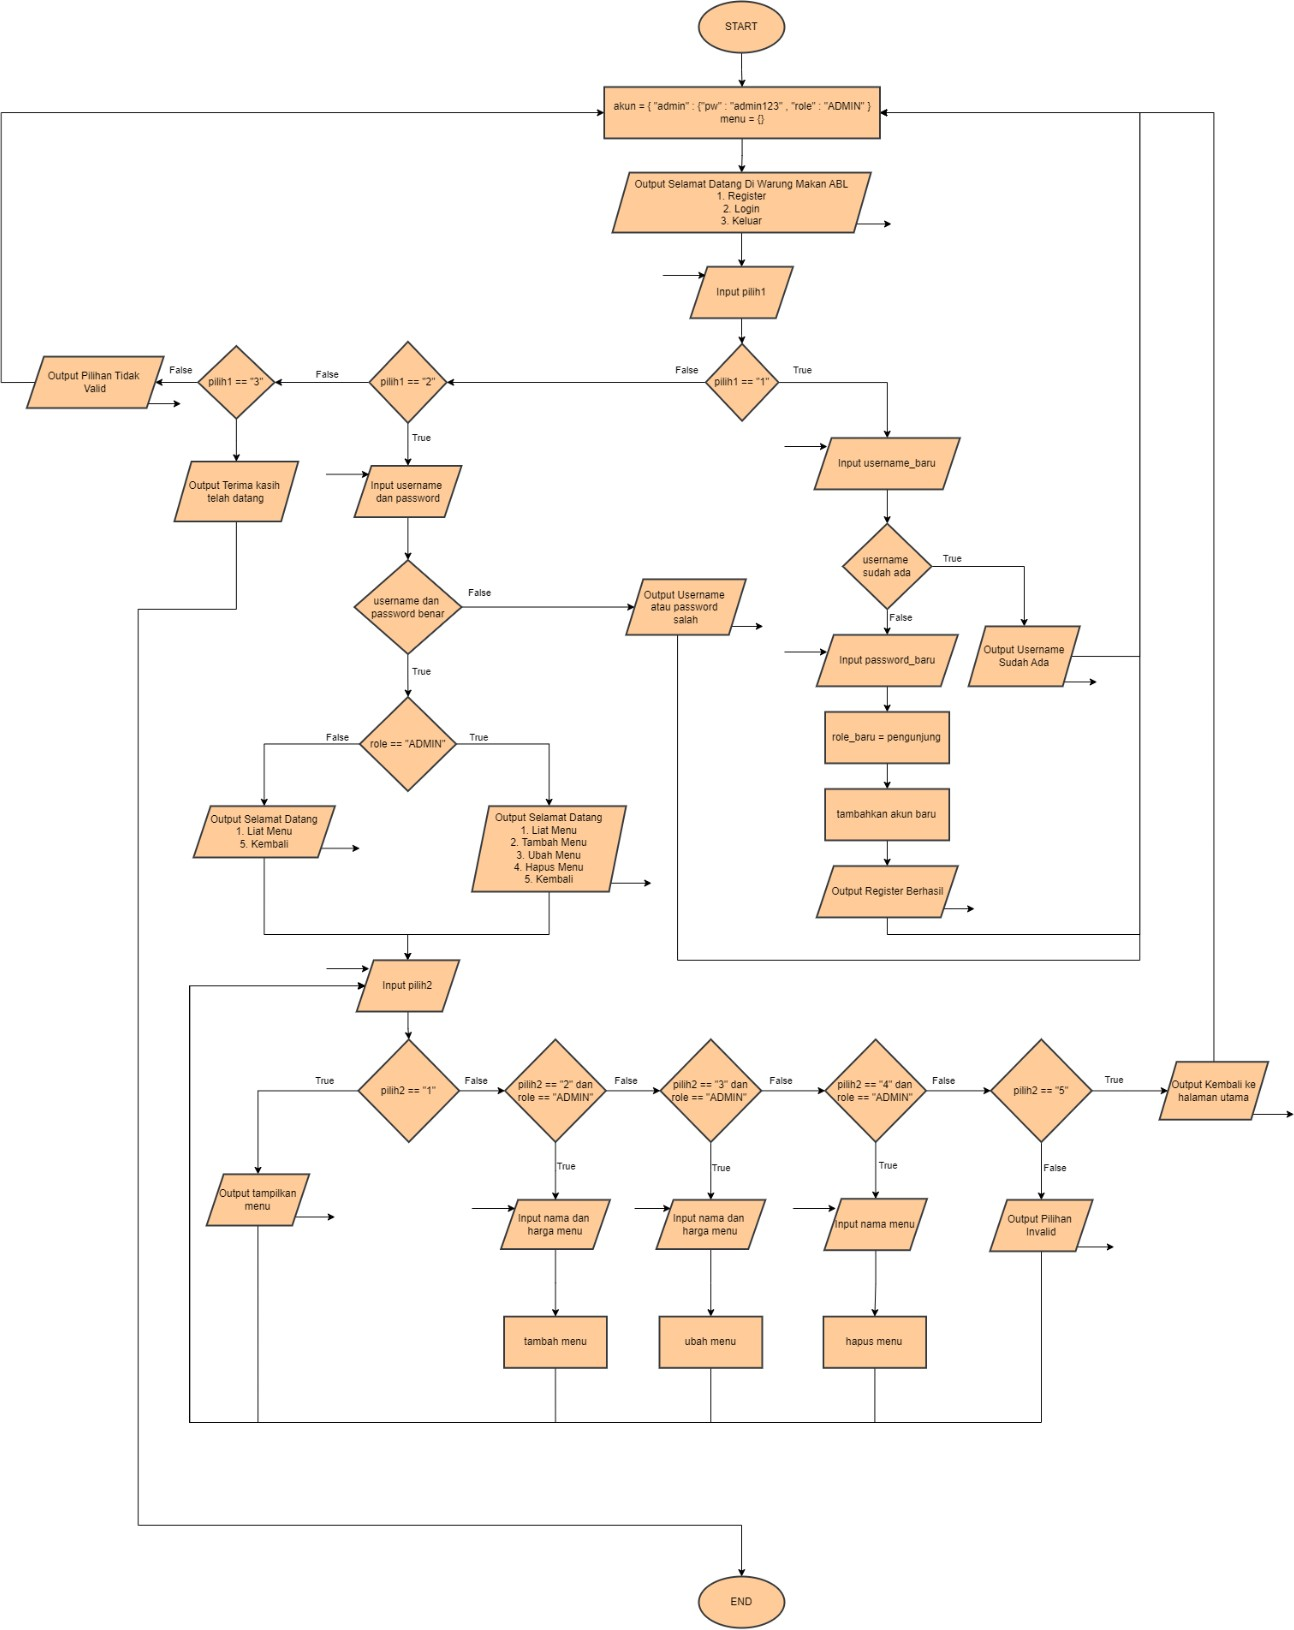 START
akun = { "admin" : {"pw" : "admin123" , "role" : "ADMIN" }
menu = {}
Output Selamat Datang Di Warung Makan ABL
1. Register
2. Login
3. Keluar
Input pilih1
pilih1 == "1"
False
True
pilih1 == "2"
False
True
pilih1 == "3"
False
Output Pilihan Tidak
Valid
Output Terima kasih
telah datang
Input username
dan password
username dan
password benar
False
True
Output Username
atau password
salah
Input username_baru
username
sudah ada
True
False
Output Username
Sudah Ada
Input password_baru
role_baru = pengunjung
tambahkan akun baru
Output Register Berhasil
role == "ADMIN"
False
True
Output Selamat Datang
1. Liat Menu
5. Kembali
Output Selamat Datang
1. Liat Menu
2. Tambah Menu
3. Ubah Menu
4. Hapus Menu
5. Kembali
Input pilih2
pilih2 == "1"
True
False
pilih2 == "2" dan
role == "ADMIN"
False
True
pilih2 == "3" dan
role == "ADMIN"
False
True
pilih2 == "4" dan
role == "ADMIN"
False
True
pilih2 == "5"
True
False
Output Kembali ke
halaman utama
Output tampilkan
menu
Input nama dan
harga menu
Input nama dan
harga menu
Input nama menu
Output Pilihan
Invalid
tambah menu
ubah menu
hapus menu
END